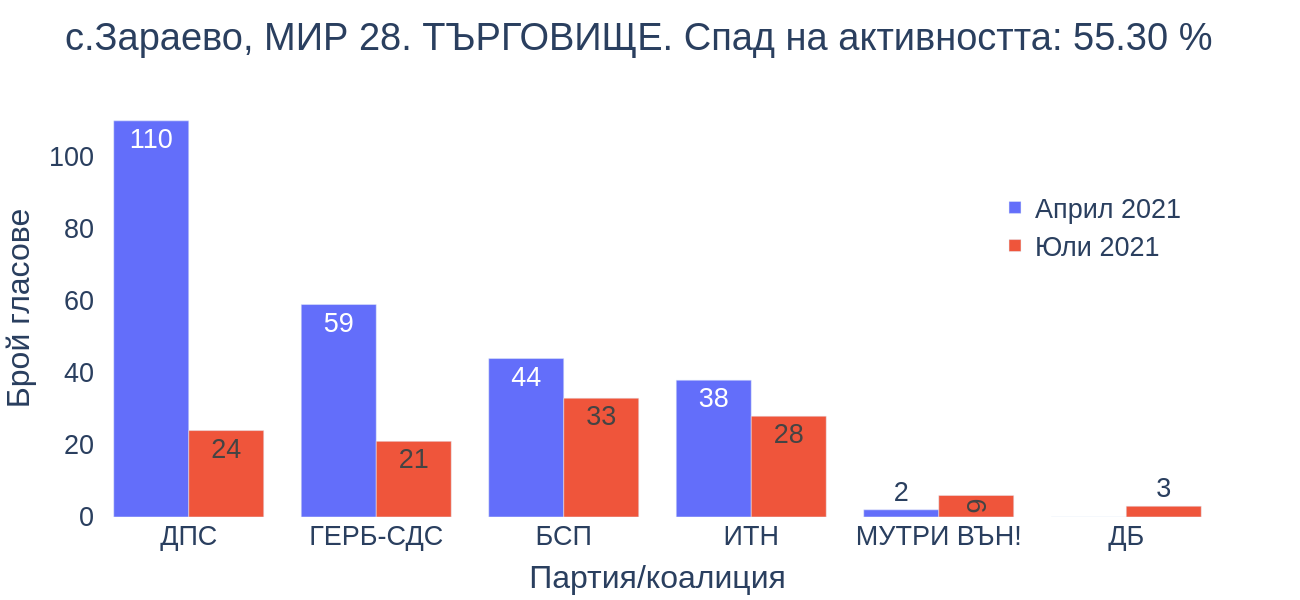 с.Зараево, МИР 28. ТЪРГОВИЩЕ. Спад на активността: 55.30 %
Брой гласове
100
80
60
40
20
0
110
24
59
21
44
33
38
28
2
6
3
Април 2021
Юли 2021
ДПС
ГЕРБ-СДС
БСП
ИТН
МУТРИ ВЪН!
ДБ
Партия/коалиция